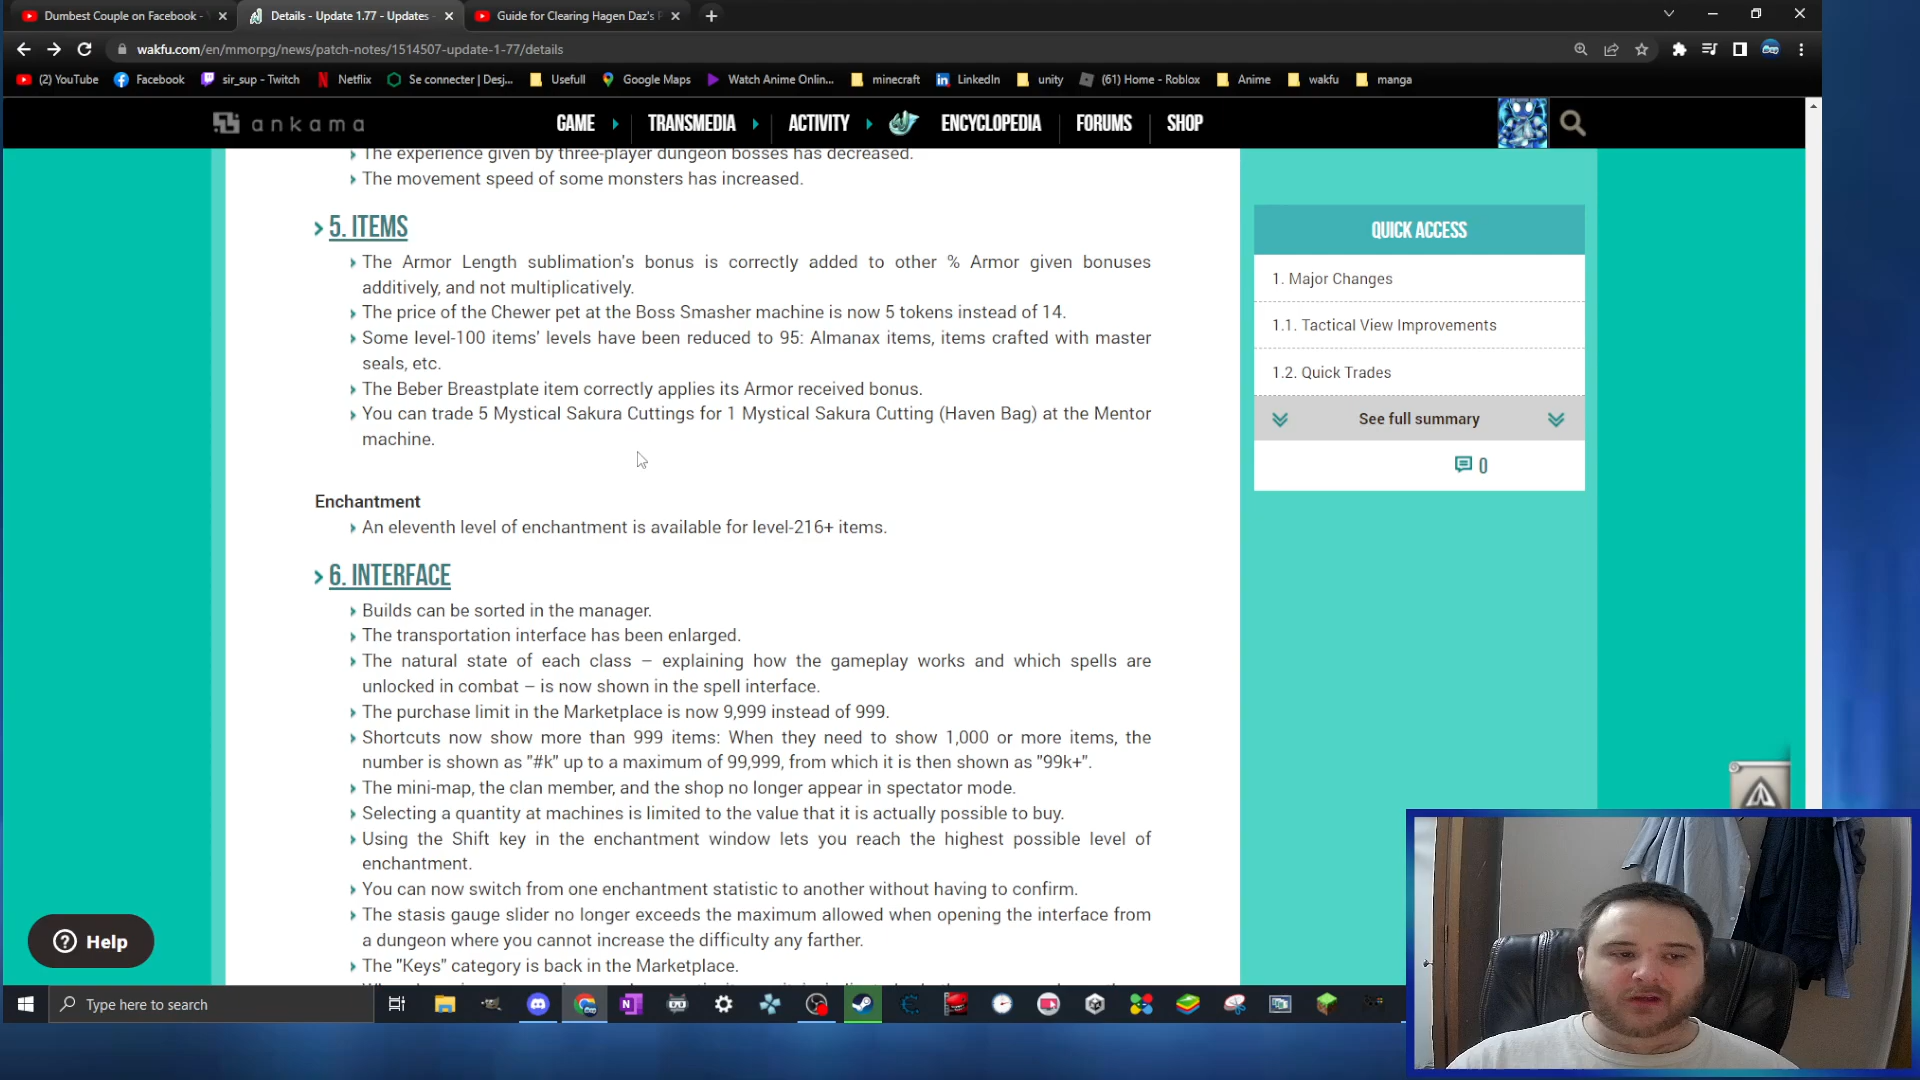 Dumbest Couple on Facebook -
Details - Update 1.77 - Updates -
Guide for Clearing Hagen Daz's F
wakfu.com/en/mmorpg/news/patch-notes/1514507-update-1-77/details
(2) YouTube
Facebook
sir_sup - Twitch
Netflix
Se connecter | Desj...
Usefull
Google Maps
Watch Anime Onlin...
minecraft
LinkedIn
unity
(61) Home - Roblox
Anime
wakfu
manga
ankama
GAME
TRANSMEDIA
ACTIVITY
ENCYCLOPEDIA
FORUMS
SHOP
The experience given by three-player dungeon bosses has decreased.
The movement speed of some monsters has increased.
5. ITEMS
The Armor Length sublimation's bonus is correctly added to other % Armor given bonuses
additively, and not multiplicatively.
The price of the Chewer pet at the Boss Smasher machine is now 5 tokens instead of 14.
Some level-100 items' levels have been reduced to 95: Almanax items, items crafted with master
seals, etc.
The Beber Breastplate item correctly applies its Armor received bonus.
You can trade 5 Mystical Sakura Cuttings for 1 Mystical Sakura Cutting (Haven Bag) at the Mentor
machine.
Enchantment
An eleventh level of enchantment is available for level-216+ items.
6. INTERFACE
Builds can be sorted in the manager.
The transportation interface has been enlarged.
The natural state of each class – explaining how the gameplay works and which spells are
unlocked in combat – is now shown in the spell interface.
The purchase limit in the Marketplace is now 9,999 instead of 999.
Shortcuts now show more than 999 items: When they need to show 1,000 or more items, the
number is shown as "#k" up to a maximum of 99,999, from which it is then shown as "99k+".
The mini-map, the clan member, and the shop no longer appear in spectator mode.
Selecting a quantity at machines is limited to the value that it is actually possible to buy.
Using the Shift key in the enchantment window lets you reach the highest possible level of
enchantment.
You can now switch from one enchantment statistic to another without having to confirm.
The stasis gauge slider no longer exceeds the maximum allowed when opening the interface from
a dungeon where you cannot increase the difficulty any farther.
The "Keys" category is back in the Marketplace.
QUICK ACCESS
1. Major Changes
1.1. Tactical View Improvements
1.2. Quick Trades
See full summary
0
Help
Type here to search